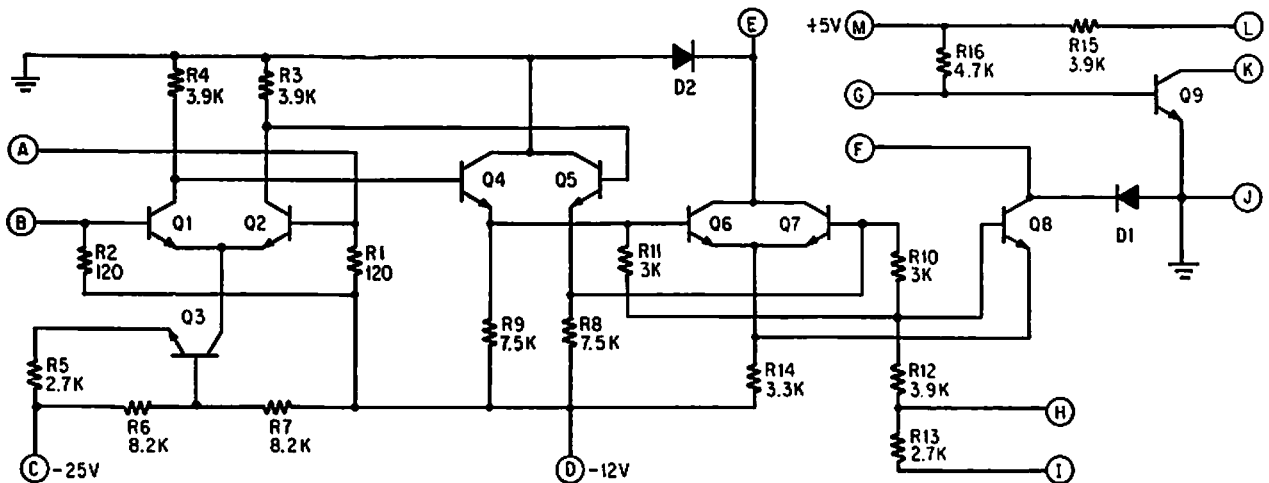 E
+5V M
L
R16
4.7K
R15
3.9K
K
R4
3.9K
R3
3.9K
D2
G
Q9
A
F
Q4
Q5
B
Q1
Q2
Q6
Q7
Q8
D1
J
R2
120
R1
120
R11
3K
R10
3K
Q3
R9
7.5K
R8
7.5K
R5
2.7K
R14
3.3K
R12
3.9K
R6
8.2K
R7
8.2K
H
R13
2.7K
C -25V
D -12V
I